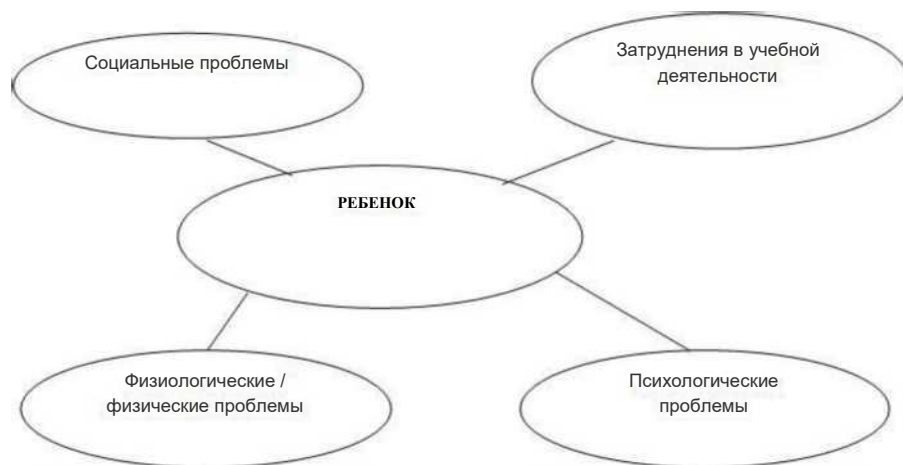 Социальные проблемы
Затруднения в учебной
деятельности
РЕБЕНОК
Физиологические /
физические проблемы
Психологические
проблемы